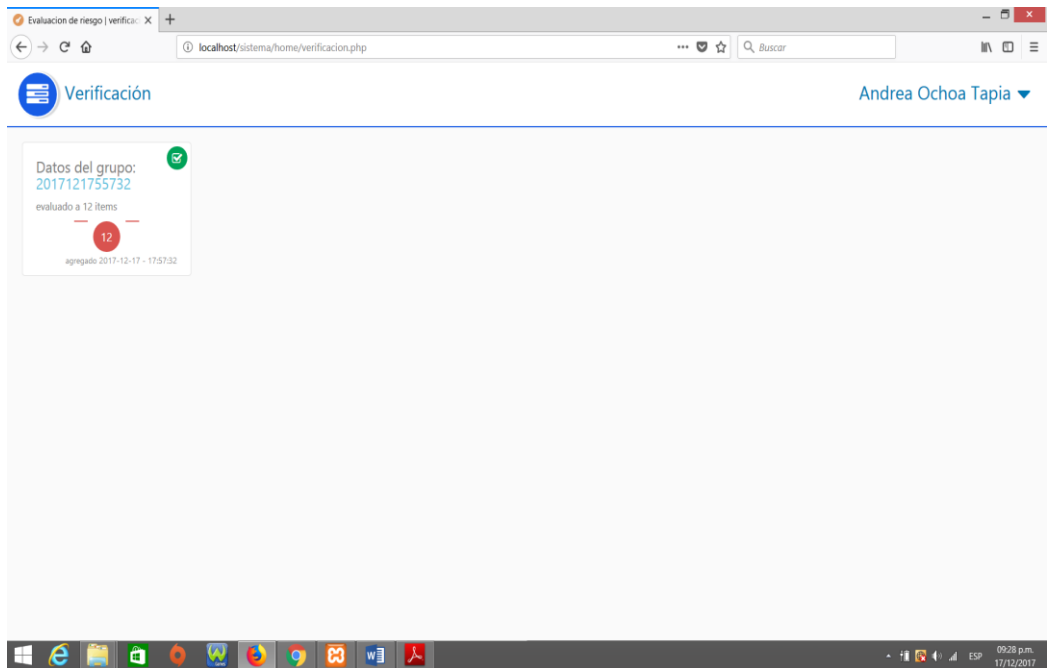 Evaluacion de riesgo | verificac
localhost/sistema/home/verificacion.php
Buscar
Verificación
Andrea Ochoa Tapia
Datos del grupo:
2017121755732
evaluado a 12 items
12
agregado 2017-12-17 - 17:57:32
ESP
09:28 p.m.
17/12/2017